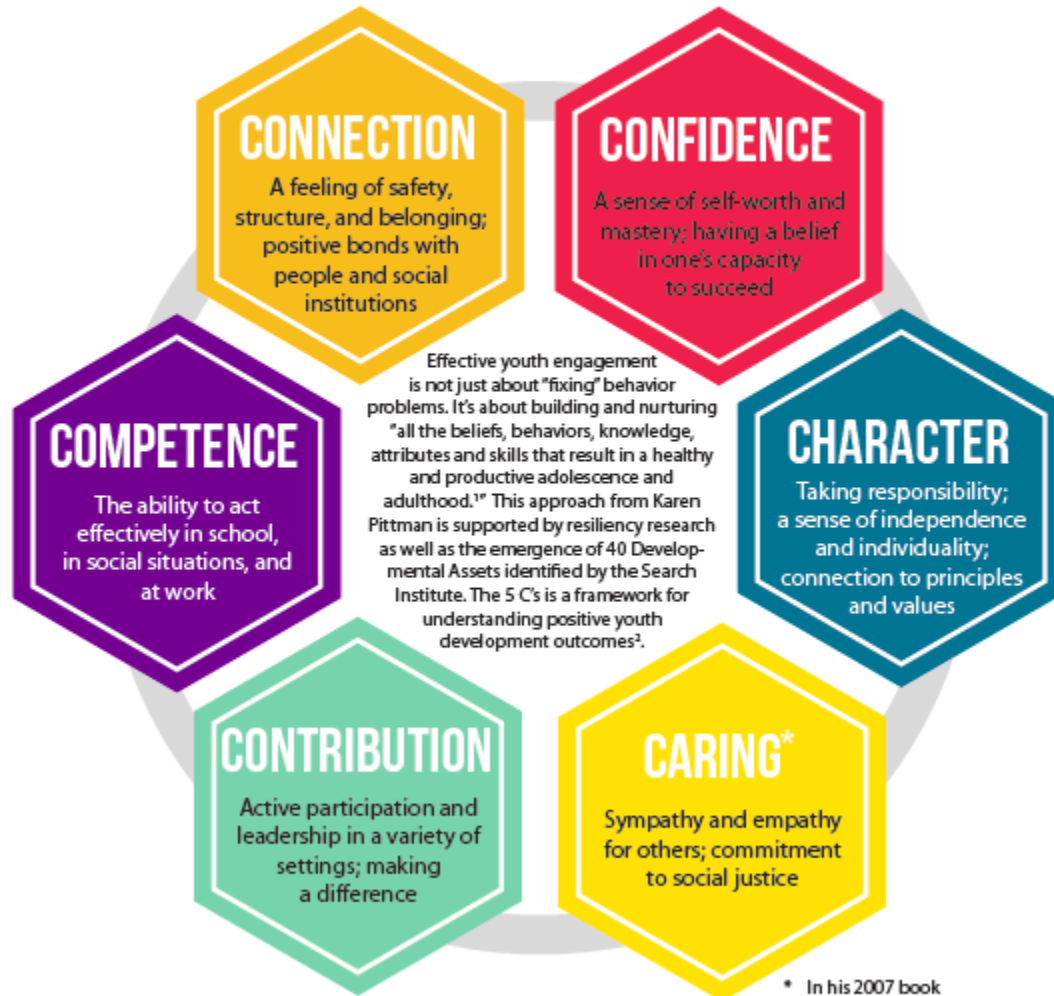 CONNECTION
A feeling of safety,
structure, and belonging;
positive bonds with
people and social
institutions
CONFIDENCE
A sense of self-worth and
mastery; having a belief
in one's capacity
to succeed
COMPETENCE
The ability to act
effectively in school,
in social situations, and
at work
Effective youth engagement
is not just about "fixing" behavior
problems. It's about building and nurturing
"all the beliefs, behaviors, knowledge,
attributes and skills that result in a healthy
and productive adolescence and
adulthood.¹" This approach from Karen
Pittman is supported by resiliency research
as well as the emergence of 40 Develop-
mental Assets identified by the Search
Institute. The 5 C's is a framework for
understanding positive youth
development outcomes².
CHARACTER
Taking responsibility;
a sense of independence
and individuality;
connection to principles
and values
CONTRIBUTION
Active participation and
leadership in a variety of
settings; making
a difference
CARING*
Sympathy and empathy
for others; commitment
to social justice
* In his 2007 book